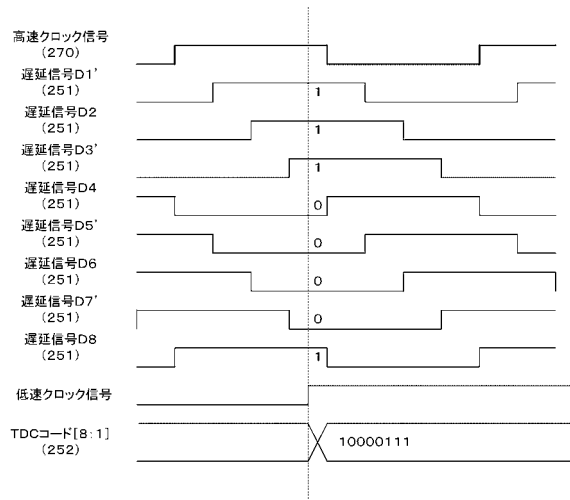 高速クロック信号
(270)
遅延信号D1'
(251)
1
遅延信号D2
(251)
1
遅延信号D3'
(251)
1
遅延信号D4
(251)
0
遅延信号D5'
(251)
0
遅延信号D6
(251)
0
遅延信号D7'
(251)
0
遅延信号D8
(251)
1
低速クロック信号
TDCコード[8:1]
(252)
10000111